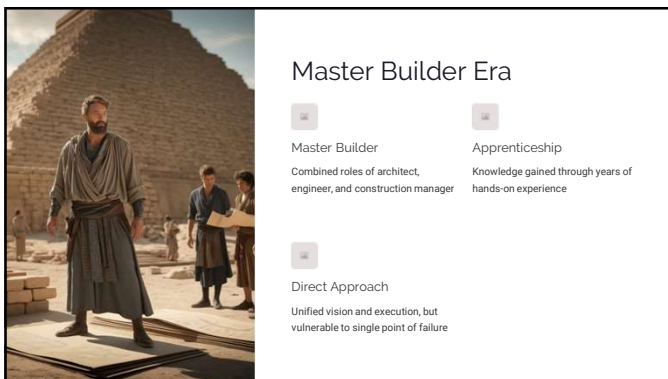 Master Builder Era
Master Builder
Combined roles of architect,
engineer, and construction manager
Apprenticeship
Knowledge gained through years of
hands-on experience
Direct Approach
Unified vision and execution, but
vulnerable to single point of failure